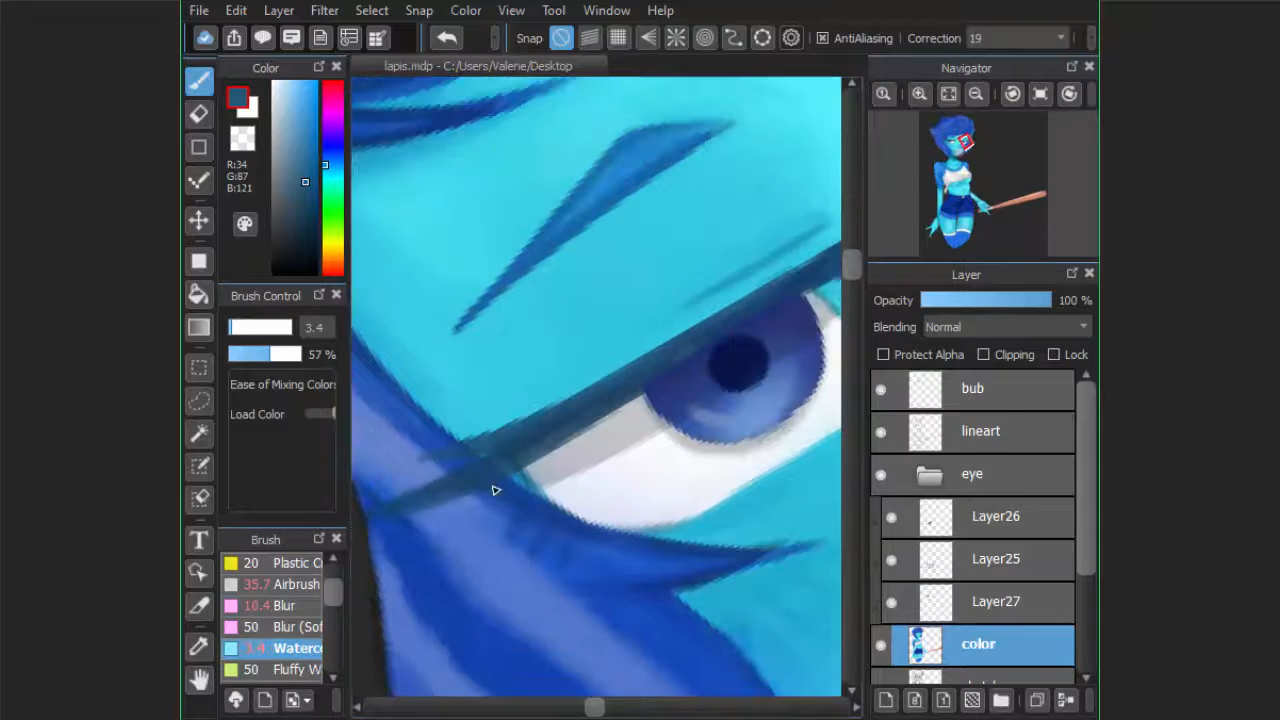 File Edit Layer Filter Select Snap Color View Tool Window Help
Snap AntiAliasing Correction 19
Color
R:34
G:87
B:121
Brush Control
3.4
57 %
Ease of Mixing Colors
Load Color
Brush
20 Plastic C
35.7 Airbrush
10.4 Blur
50 Blur (Sof
3.4 Waterco
50 Fluffy W
T
lapis.mdp - C:/Users/Valerie/Desktop
Navigator
Layer
Opacity 100 %
Blending Normal
Protect Alpha Clipping Lock
bub
lineart
eye
Layer26
Layer25
Layer27
color